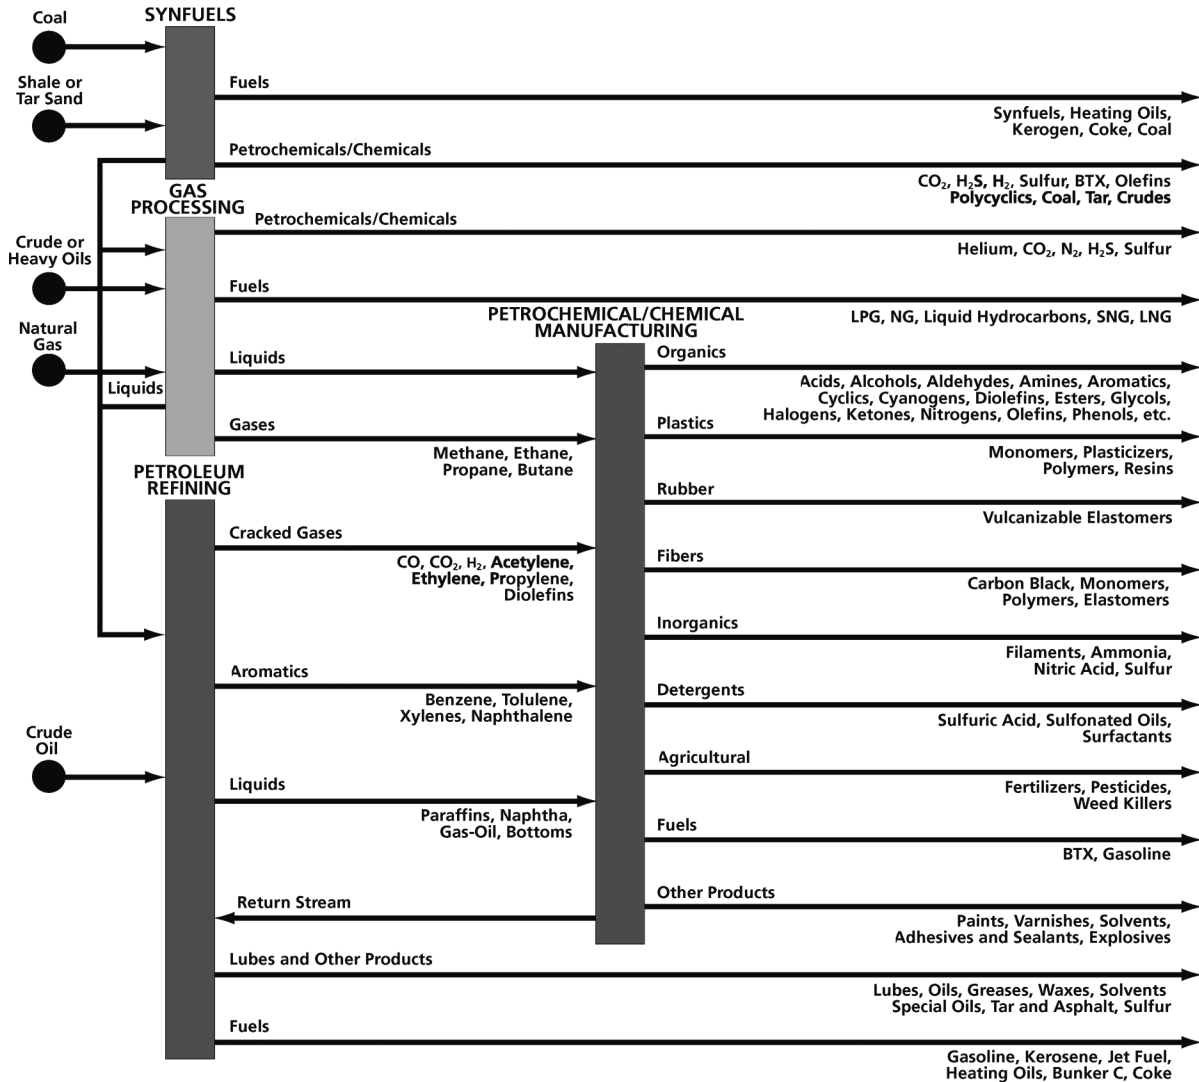 Coal
SYNFUELS
Shale or
Tar Sand
Fuels
Synfuels, Heating Oils,
Kerogen, Coke, Coal
Petrochemicals/Chemicals
CO₂, H₂S, H₂, Sulfur, BTX, Olefins
Polycyclics, Coal, Tar, Crudes
GAS
PROCESSING
Petrochemicals/Chemicals
Helium, CO₂, N₂, H₂S, Sulfur
Crude or
Heavy Oils
Fuels
LPG, NG, Liquid Hydrocarbons, SNG, LNG
Natural
Gas
Liquids
Liquids
Gases
Methane, Ethane,
Propane, Butane
PETROCHEMICAL/CHEMICAL
MANUFACTURING
Organics
Acids, Alcohols, Aldehydes, Amines, Aromatics,
Cyclics, Cyanogens, Diolefins, Esters, Glycols,
Halogens, Ketones, Nitrogens, Olefins, Phenols, etc.
Plastics
Monomers, Plasticizers,
Polymers, Resins
PETROLEUM
REFINING
Rubber
Vulcanizable Elastomers
Cracked Gases
CO, CO₂, H₂, Acetylene,
Ethylene, Propylene,
Diolefins
Fibers
Carbon Black, Monomers,
Polymers, Elastomers
Inorganics
Filaments, Ammonia,
Nitric Acid, Sulfur
Aromatics
Benzene, Tolulene,
Xylenes, Naphthalene
Detergents
Sulfuric Acid, Sulfonated Oils,
Surfactants
Crude
Oil
Agricultural
Fertilizers, Pesticides,
Weed Killers
Liquids
Paraffins, Naphtha,
Gas-Oil, Bottoms
Fuels
BTX, Gasoline
Return Stream
Other Products
Paints, Varnishes, Solvents,
Adhesives and Sealants, Explosives
Lubes and Other Products
Lubes, Oils, Greases, Waxes, Solvents
Special Oils, Tar and Asphalt, Sulfur
Fuels
Gasoline, Kerosene, Jet Fuel,
Heating Oils, Bunker C, Coke